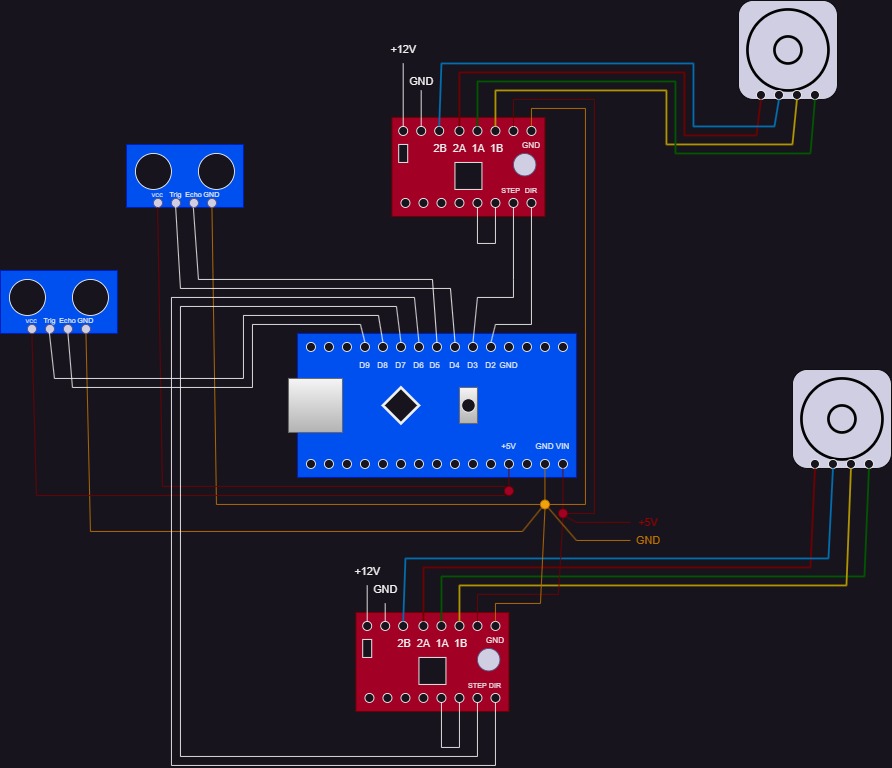 +12V
GND
2B 2A 1A 1B
GND
STEP DIR
vcc Trig Echo GND
vcc Trig Echo GND
D9 D8 D7 D6 D5 D4 D3 D2 GND
+5V GND VIN
+5V
GND
+12V
GND
2B 2A 1A 1B
GND
STEP DIR